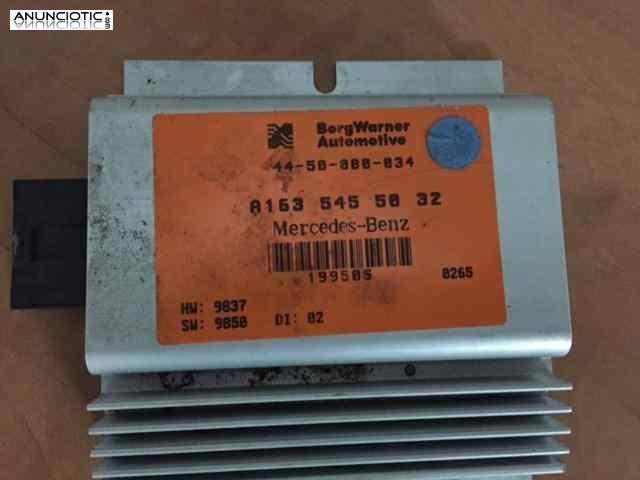 ANUNCIOTIC.com
BorgWarner
Automotive
44-50-000-034
A163 545 50 32
Mercedes-Benz
199505
0265
HW: 9837
SW: 9850 DI: 02